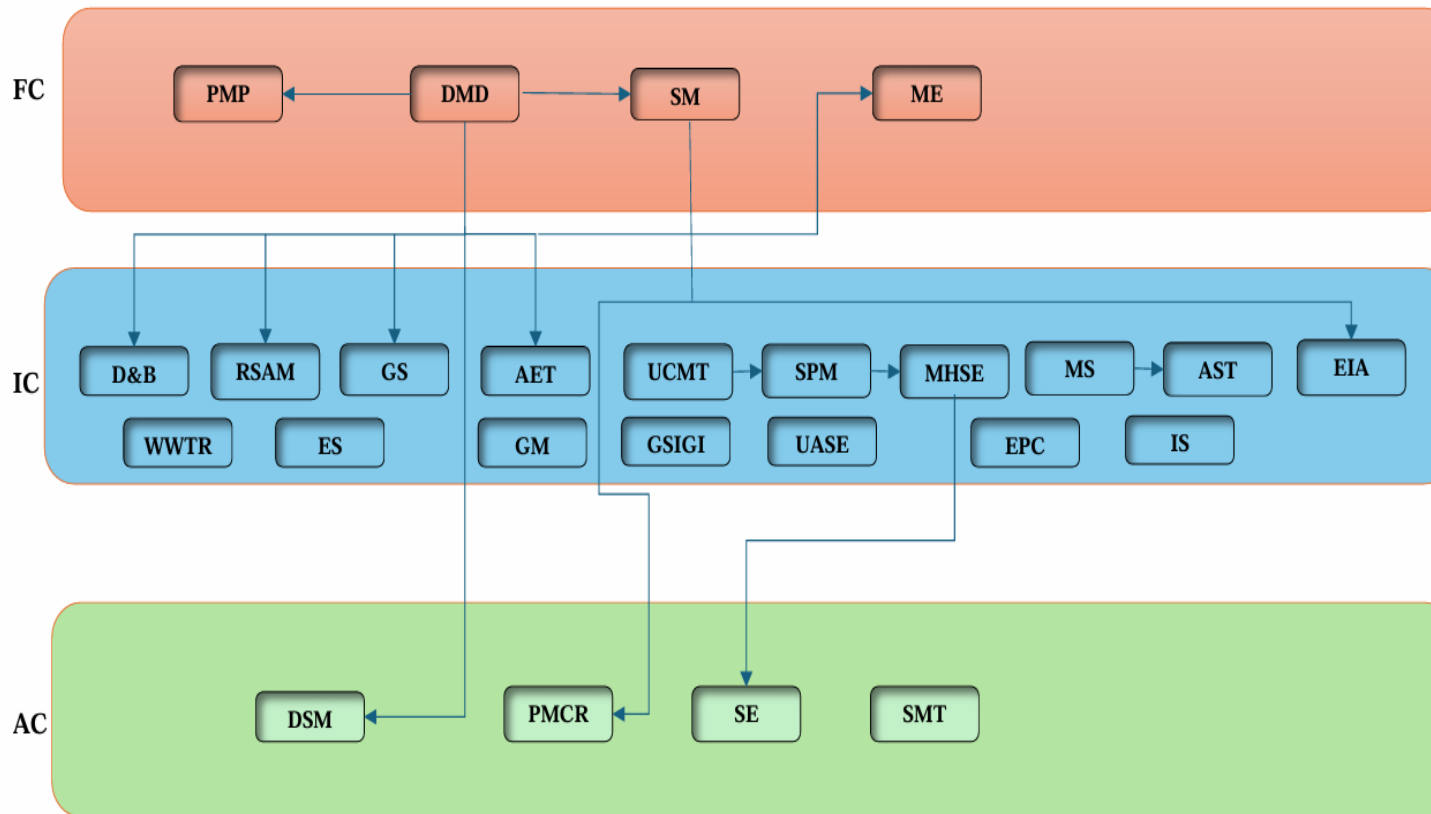 FC
PMP
DMD
SM
ME
IC
D&B
RSAM
GS
AET
UCMT
SPM
MHSE
MS
AST
EIA
WWTR
ES
GM
GSIGI
UASE
EPC
IS
AC
DSM
PMCR
SE
SMT